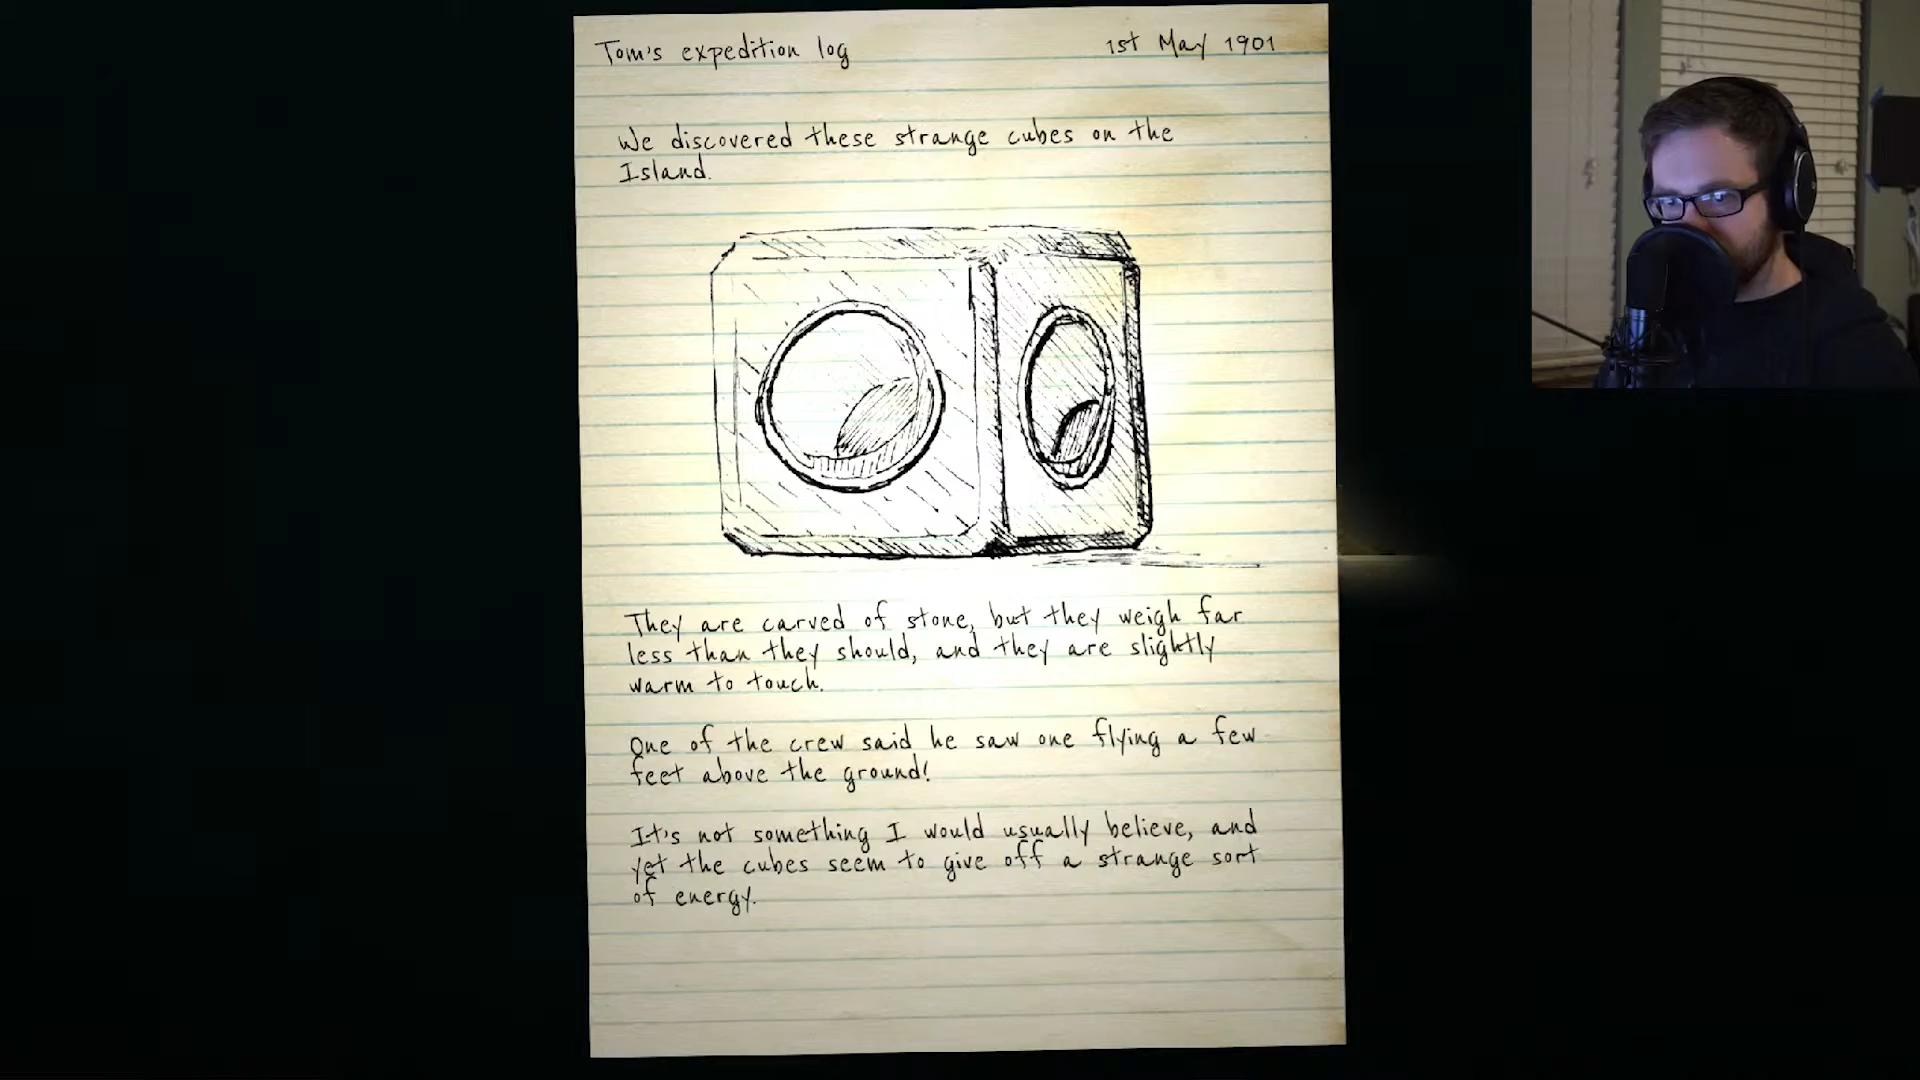 Tom's expedition log
1st May 1901
We discovered these strange cubes on the
Island.
They are carved of stone, but they weigh far
less than they should, and they are slightly
warm to touch.
One of the crew said he saw one flying a few
feet above the ground!
It's not something I would usually believe, and
yet the cubes seem to give off a strange sort
of energy.